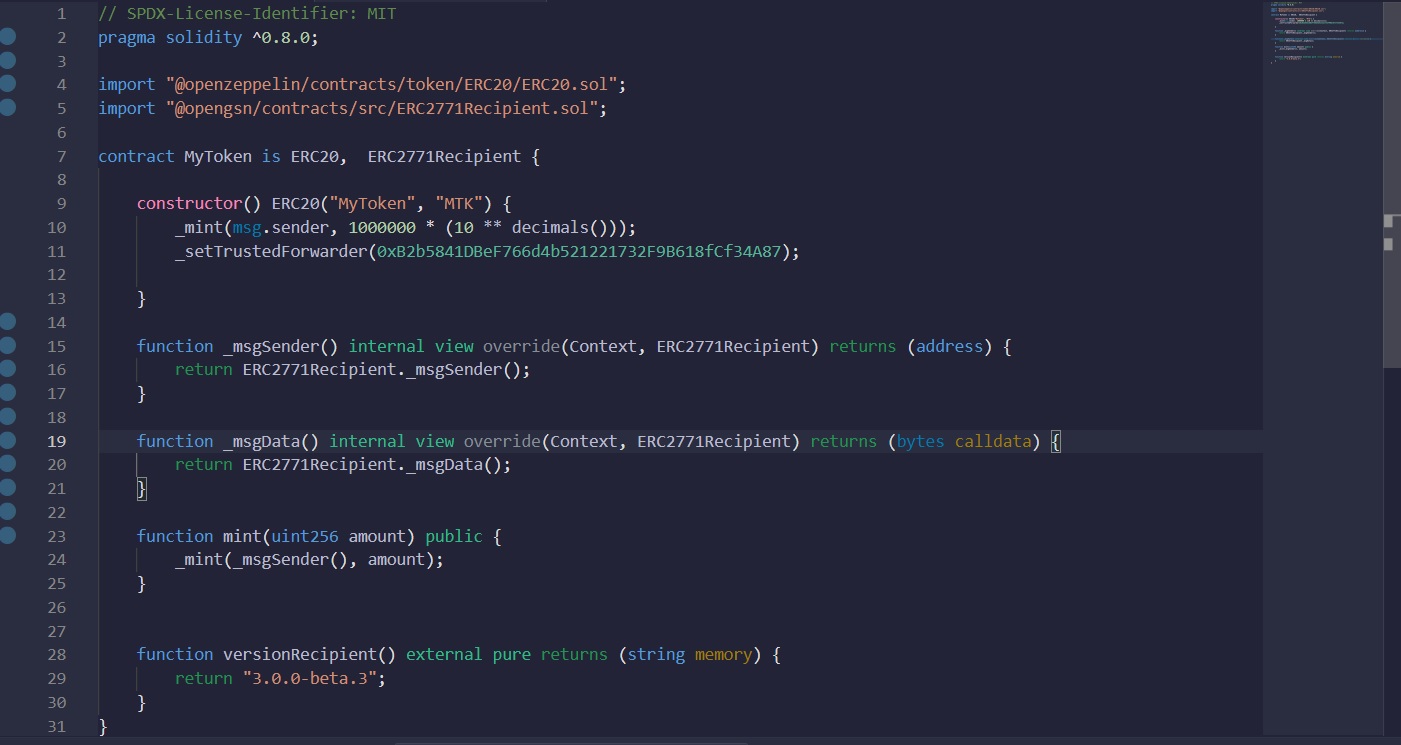 1 // SPDX-License-Identifier: MIT
2 pragma solidity ^0.8.0;
3
4 import "@openzeppelin/contracts/token/ERC20/ERC20.sol";
5 import "@opengsn/contracts/src/ERC2771Recipient.sol";
6
7 contract MyToken is ERC20,  ERC2771Recipient {
8
9     constructor() ERC20("MyToken", "MTK") {
10         _mint(msg.sender, 1000000 * (10 ** decimals()));
11         _setTrustedForwarder(0xB2b5841DBeF766d4b521221732F9B618fCf34A87);
12
13     }
14
15     function _msgSender() internal view override(Context, ERC2771Recipient) returns (address) {
16         return ERC2771Recipient._msgSender();
17     }
18
19     function _msgData() internal view override(Context, ERC2771Recipient) returns (bytes calldata) {
20         return ERC2771Recipient._msgData();
21     }
22
23     function mint(uint256 amount) public {
24         _mint(_msgSender(), amount);
25     }
26
27
28     function versionRecipient() external pure returns (string memory) {
29         return "3.0.0-beta.3";
30     }
31 }